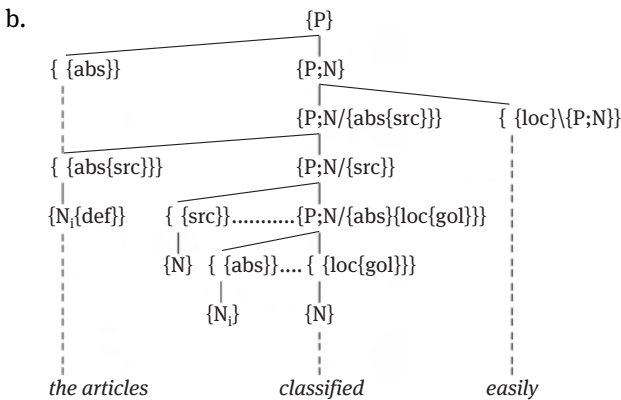 b.
{P}
{ {abs}} {P;N}
{P;N/{abs{src}}} { {loc}\{P;N}}
{ {abs{src}}} {P;N/{src}}
{N_i{def}} { {src}}...........{P;N/{abs}{loc{gol}}}
{N} { {abs}}.... { {loc{gol}}}
{N_i} {N}
the articles classified easily